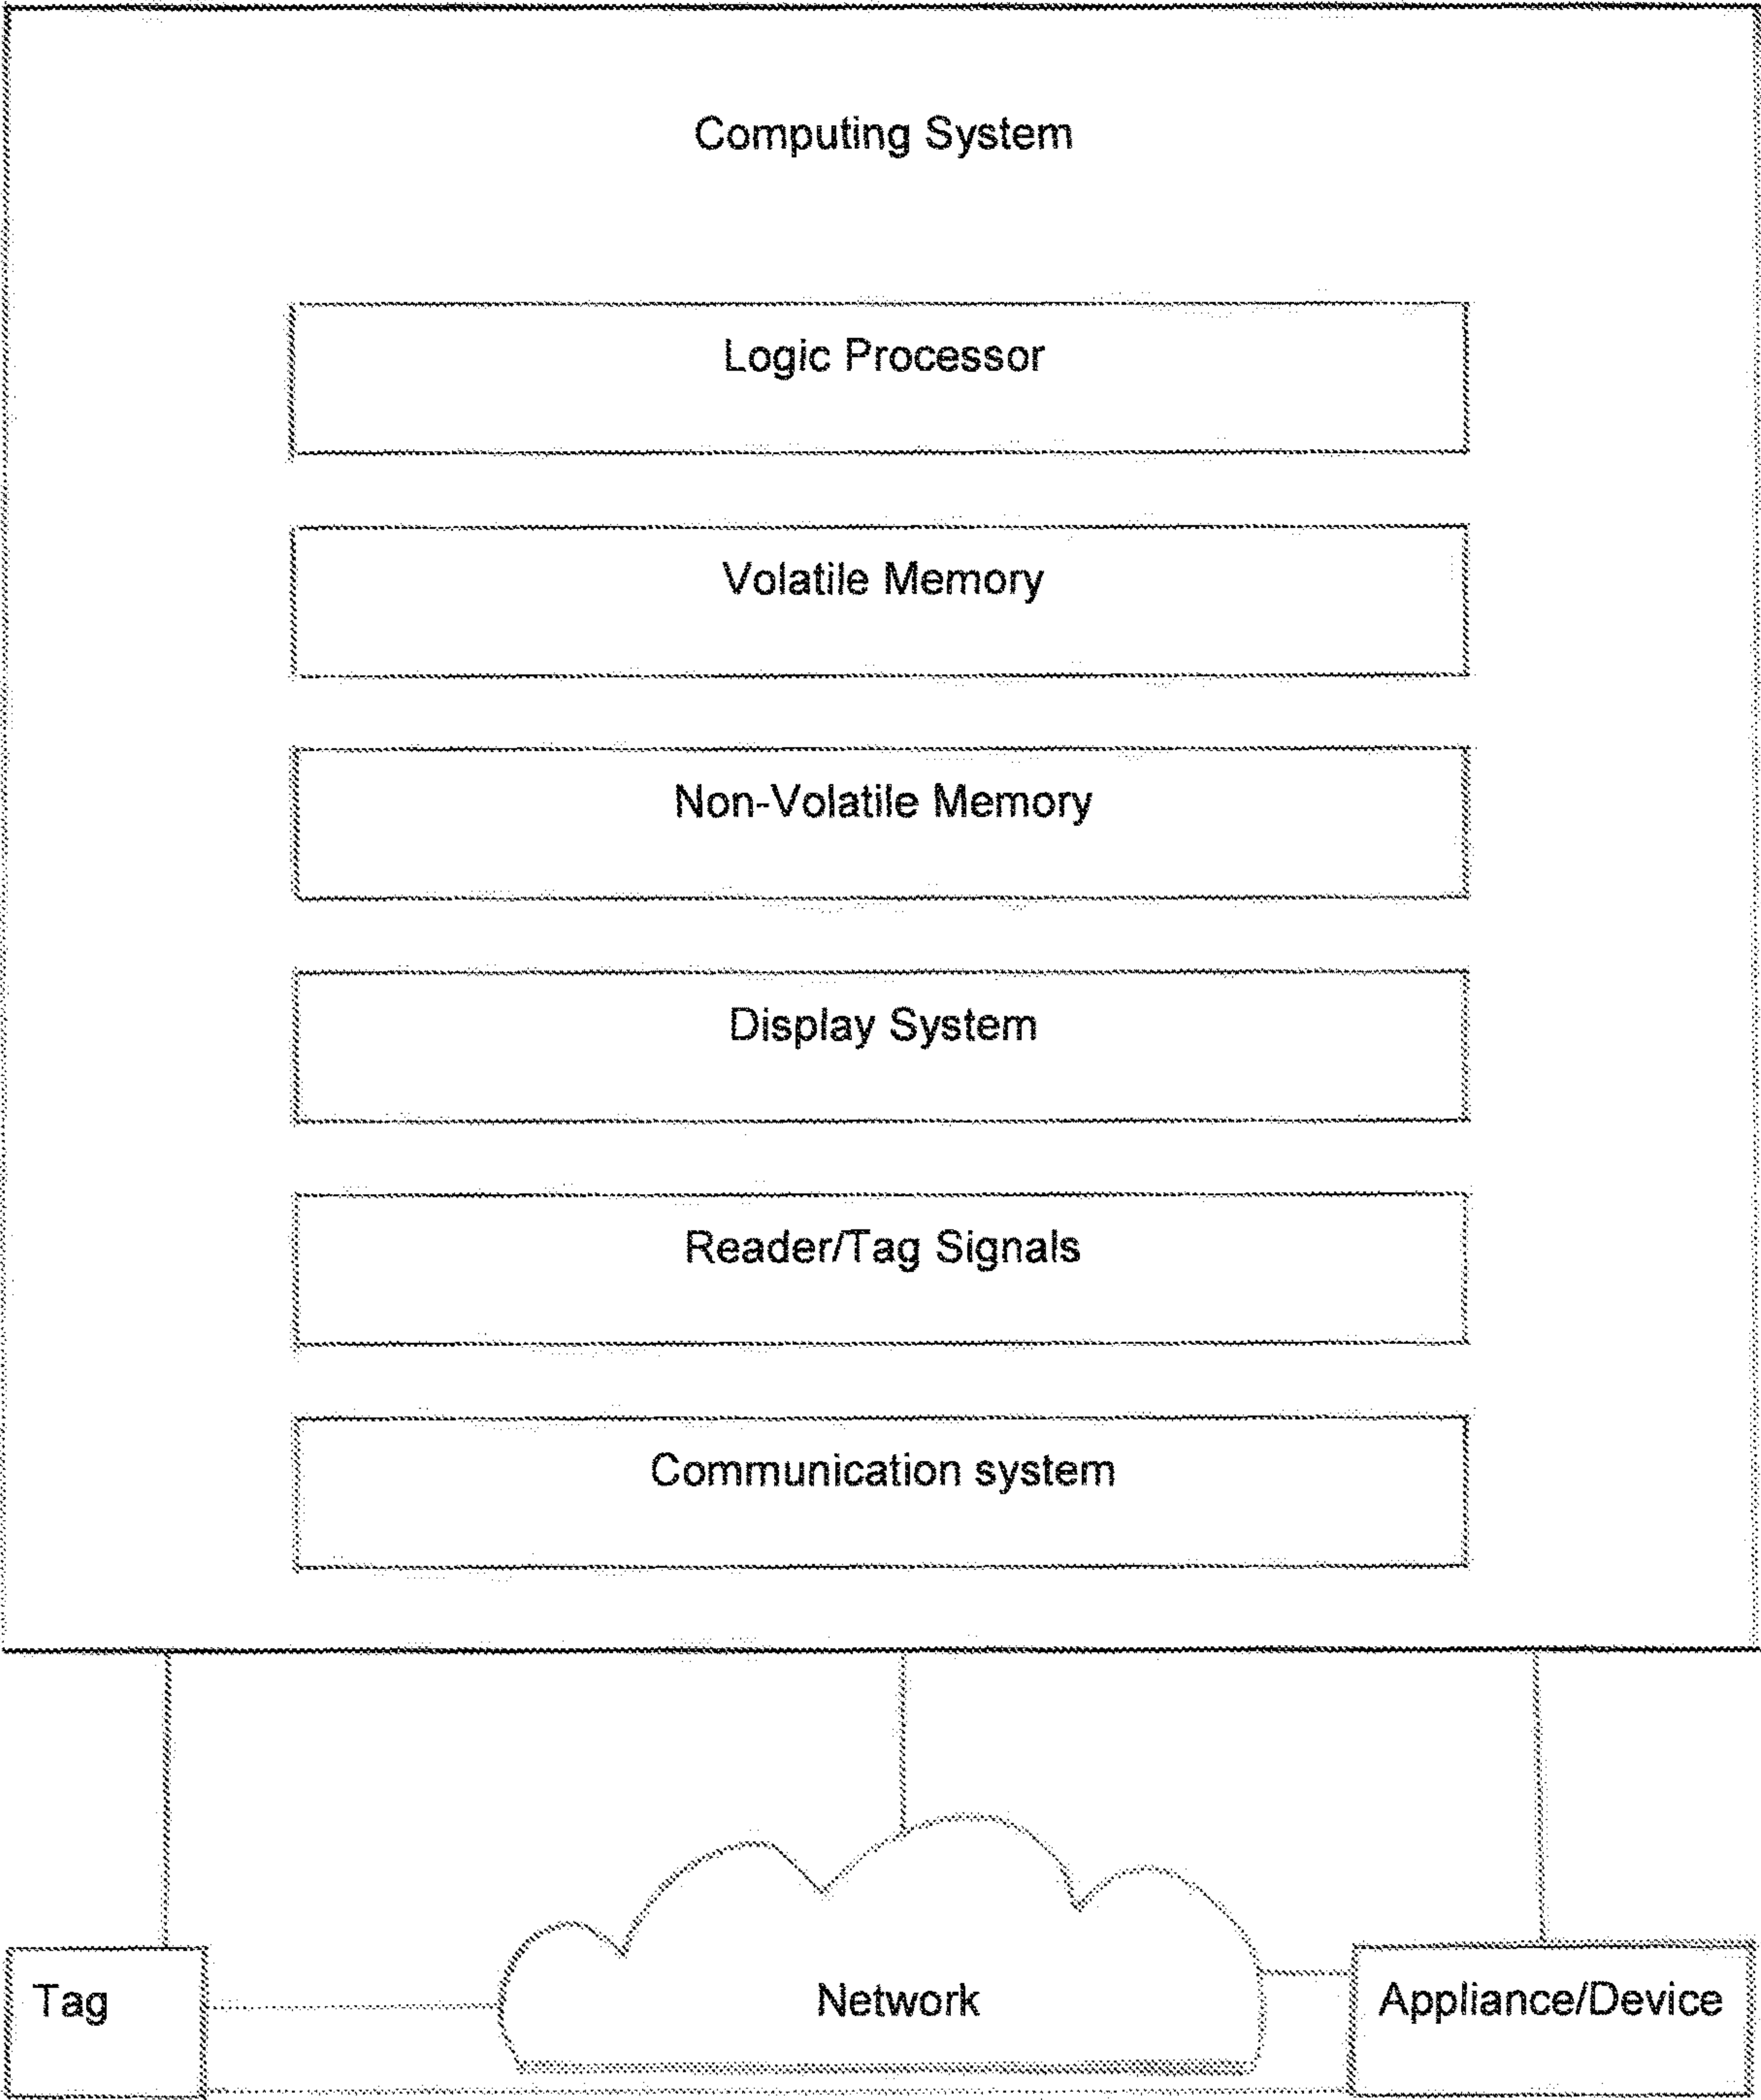 Computing System
Logic Processor
Volatile Memory
Non-Volatile Memory
Display System
Reader/Tag Signals
Communication system
Tag
Network
Appliance/Device